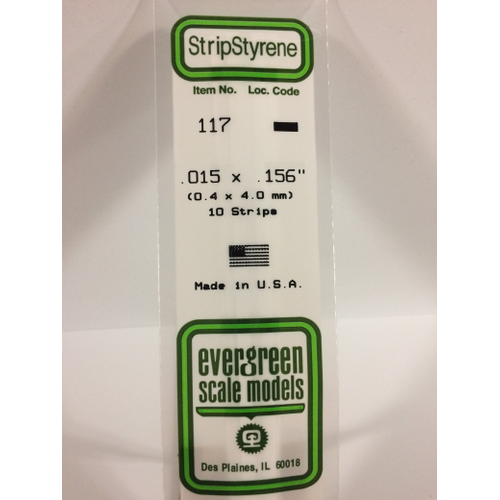 StripStyrene
Item No. Loc. Code
117
.015 x .156"
(0.4 x 4.0 mm)
10 Strips
Made in U.S.A.
evergreen
scale models
Des Plaines, IL 60018